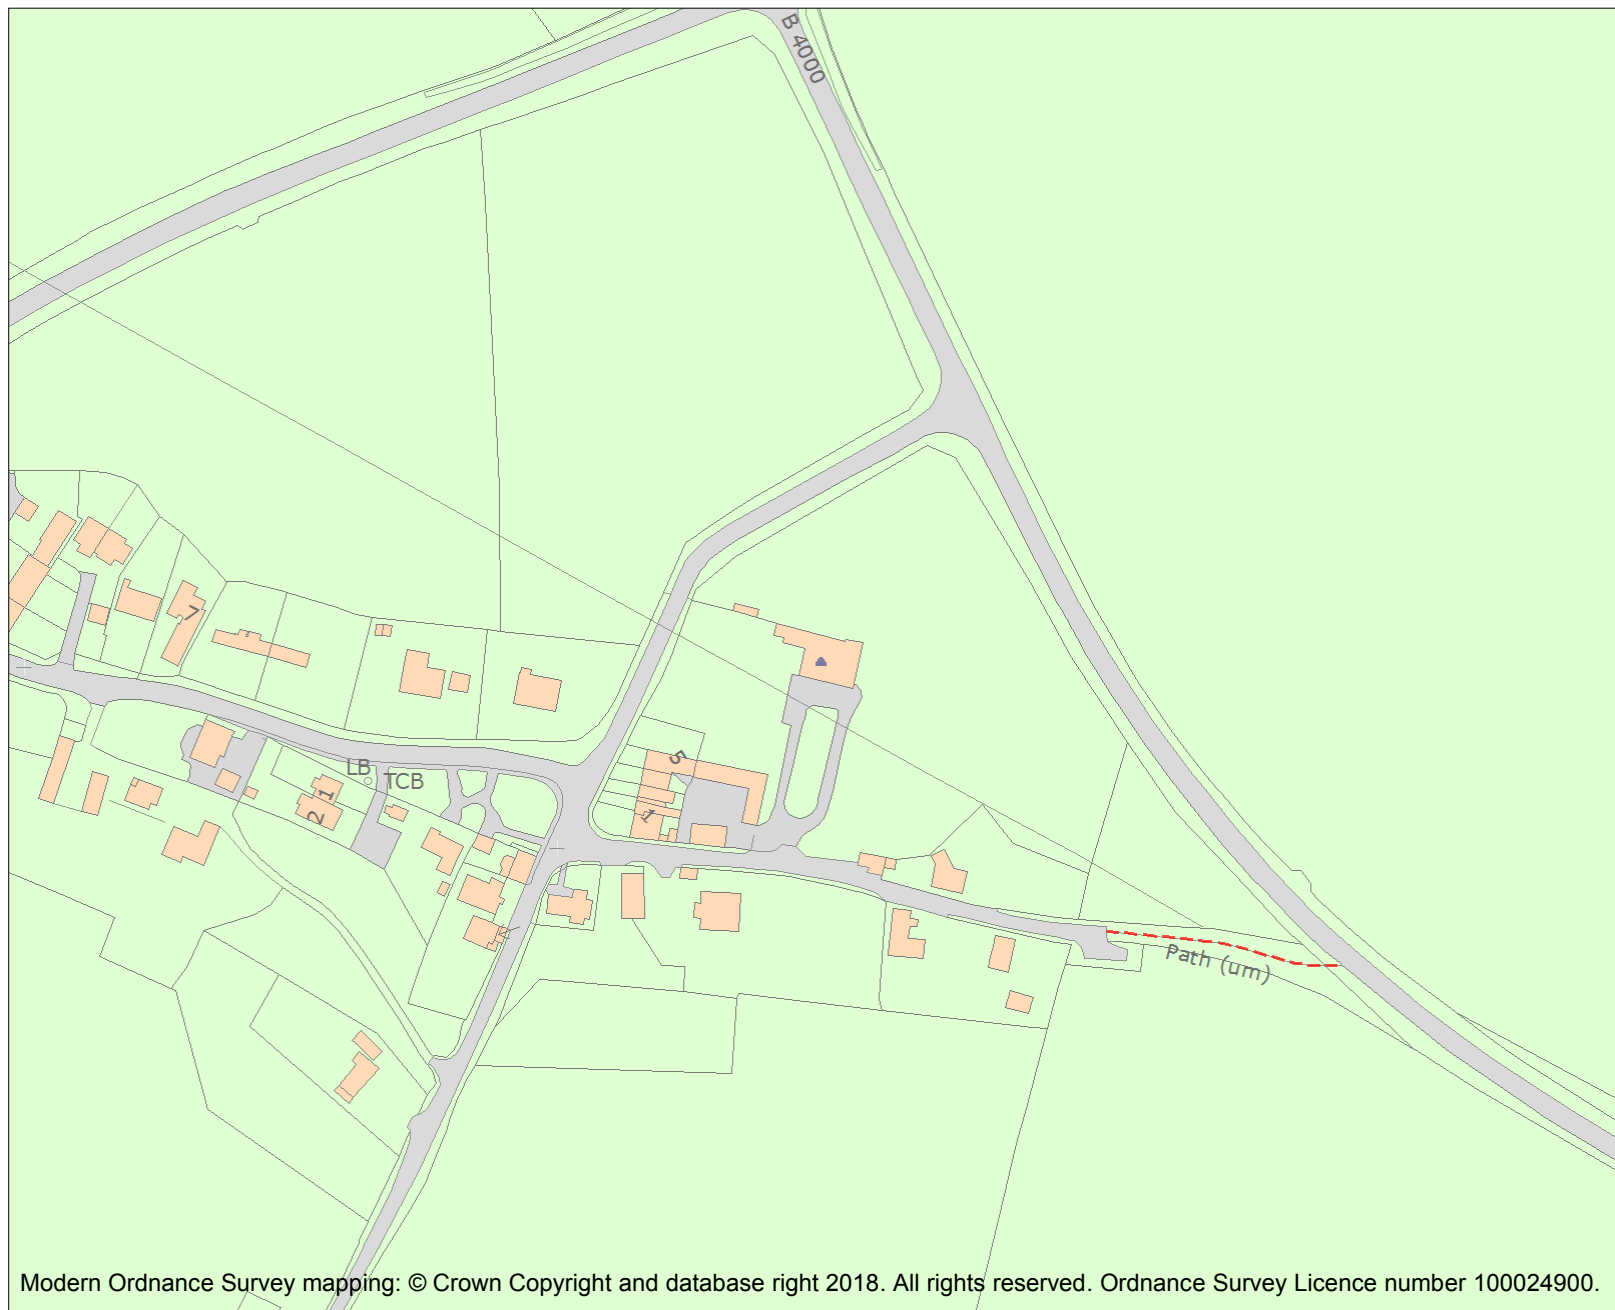 B 4000
7
5
LB
TCB
1
2
1
Path (um)
Modern Ordnance Survey mapping: © Crown Copyright and database right 2018. All rights reserved. Ordnance Survey Licence number 100024900.